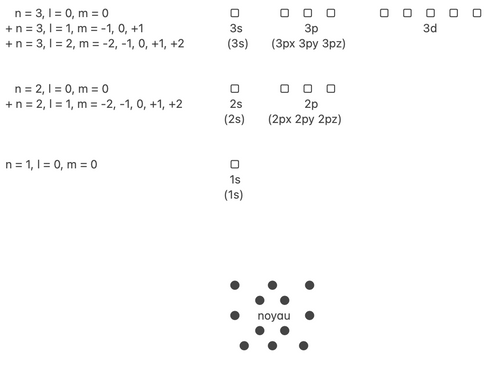 n = 3, l = 0, m = 0
+ n = 3, l = 1, m = -1, 0, +1
+ n = 3, l = 2, m = -2, -1, 0, +1, +2
3s 3p 3d
(3s) (3px 3py 3pz)
n = 2, l = 0, m = 0
+ n = 2, l = 1, m = -2, -1, 0, +1, +2
2s 2p
(2s) (2px 2py 2pz)
n = 1, l = 0, m = 0
1s
(1s)
noyau